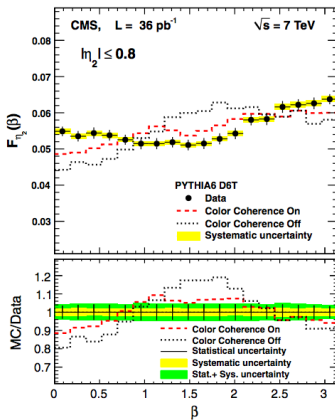 CMS, L = 36 pb⁻¹ √s = 7 TeV
|η₂| ≤ 0.8
F_η₂(β)
0.08
0.07
0.06
0.05
0.04
0.03
PYTHIA6 D6T
Data
Color Coherence On
Color Coherence Off
Systematic uncertainty
MC/Data
1.2
1.1
1
0.9
0.8
0.7
Color Coherence On
Color Coherence Off
Statistical uncertainty
Systematic uncertainty
Stat.+ Sys. uncertainty
0 0.5 1 1.5 2 2.5 3
β